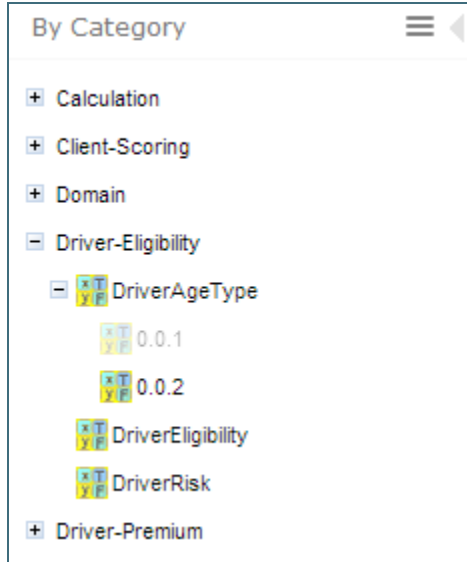 By Category
Calculation
Client-Scoring
Domain
Driver-Eligibility
DriverAgeType
0.0.1
0.0.2
DriverEligibility
DriverRisk
Driver-Premium